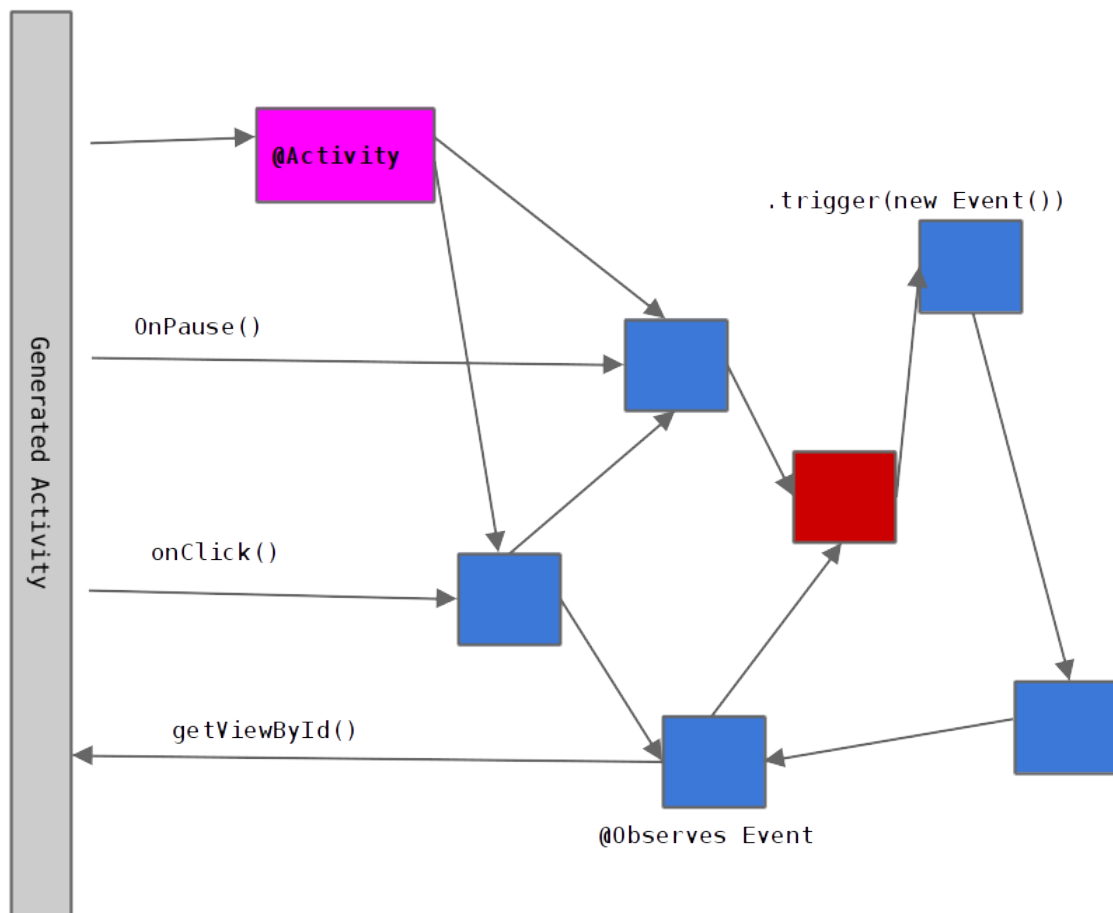 @Activity
.trigger(new Event())
OnPause()
Generated Activity
onClick()
getViewById()
@Observes Event